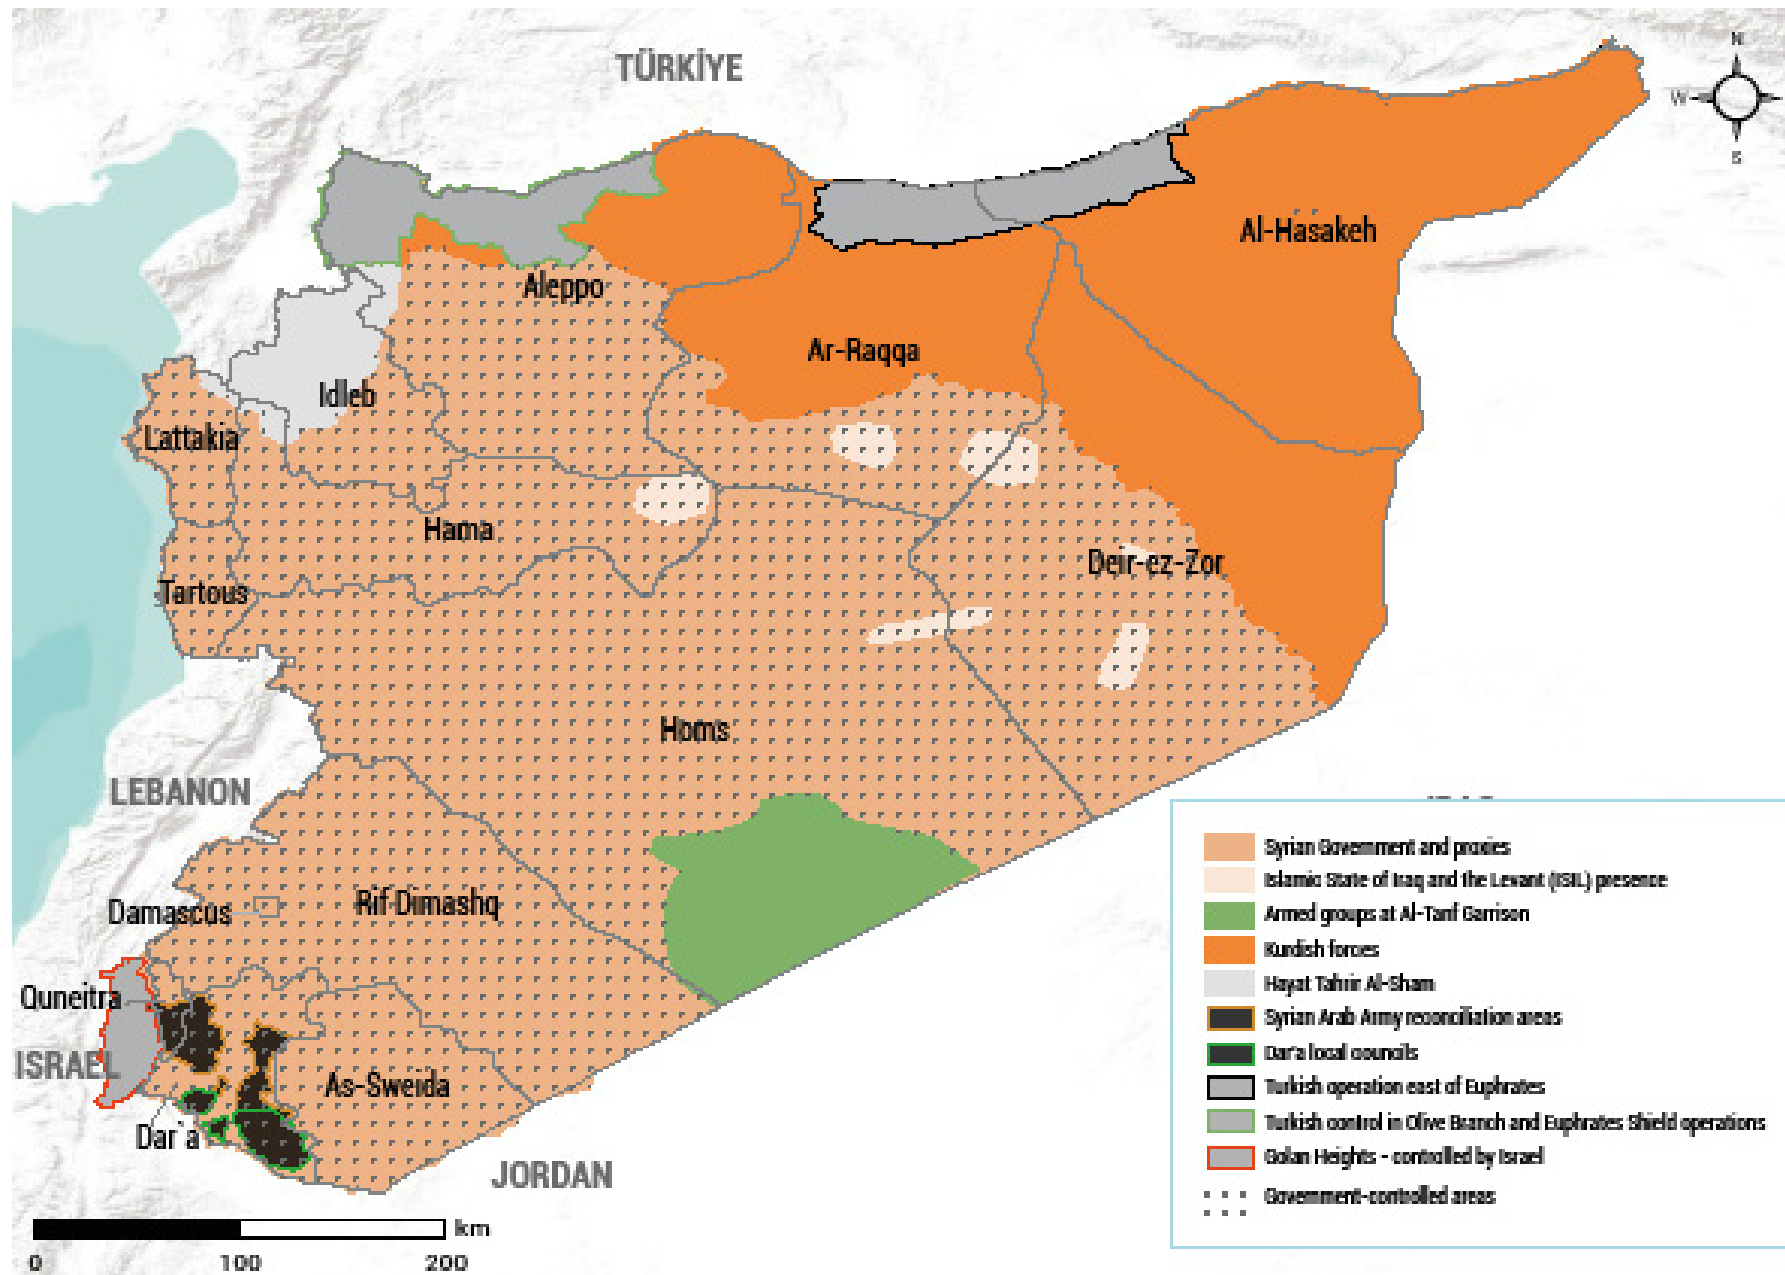 TÜRKİYE
N
W
S
Al-Hasakeh
Aleppo
Ar-Raqqa
Idleb
Lattakia
Hama
Deir-ez-Zor
Tartous
Homs
LEBANON
Rif Dimashq
Damascus
Quneitra
ISRAEL
As-Sweida
Dar`a
JORDAN
Syrian Government and proxies
Islamic State of Iraq and the Levant (ISIL) presence
Armed groups at Al-Tanf Garrison
Kurdish forces
Hayat Tahrir Al-Sham
Syrian Arab Army reconciliation areas
Dar'a local councils
Turkish operation east of Euphrates
Turkish control in Olive Branch and Euphrates Shield operations
Golan Heights - controlled by Israel
Government-controlled areas
km
0 100 200